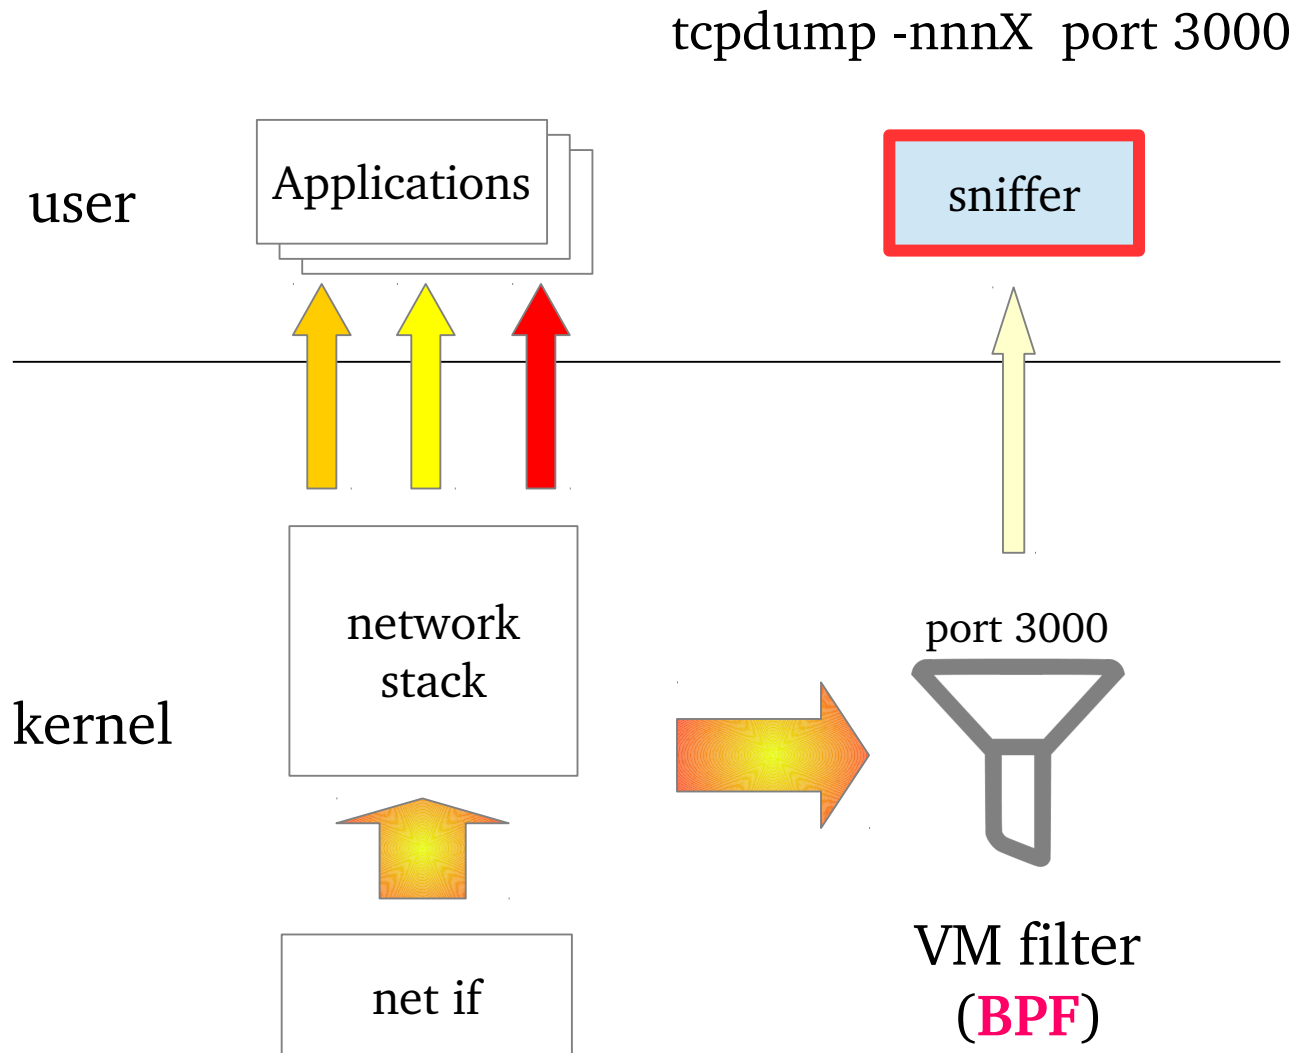 tcpdump -nnnX  port 3000
Applications
sniffer
user
network
stack
port 3000
kernel
VM filter
(BPF)
net if